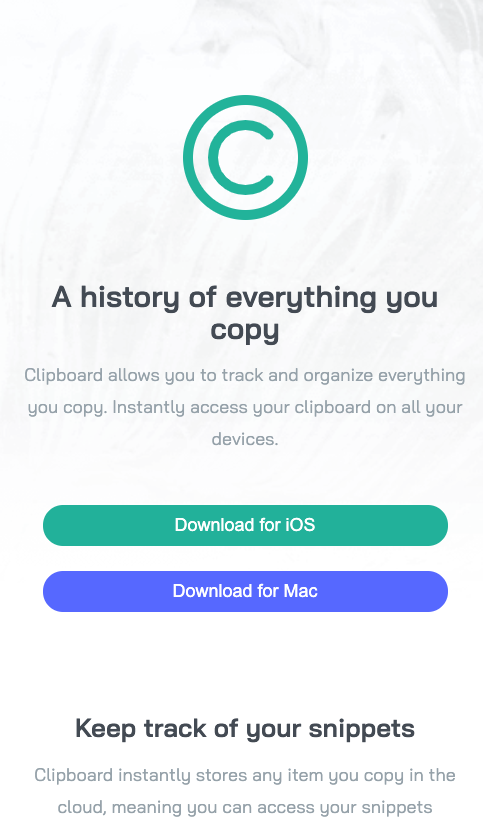 A history of everything you
copy
Clipboard allows you to track and organize everything
you copy. Instantly access your clipboard on all your
devices.
Download for iOS
Download for Mac
Keep track of your snippets
Clipboard instantly stores any item you copy in the
cloud, meaning you can access your snippets